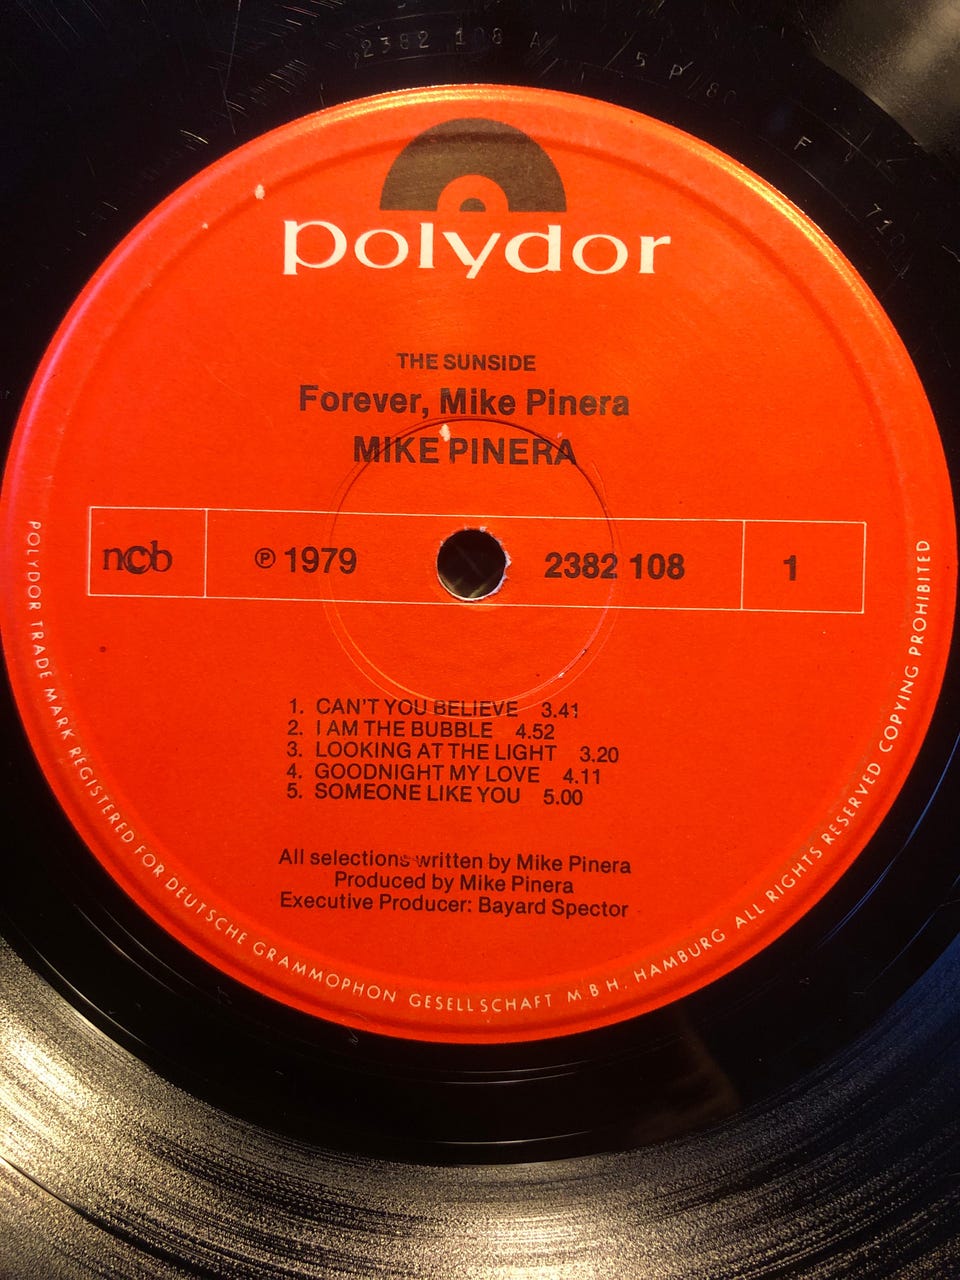 2382 108 A
polydor
THE SUNSIDE
Forever, Mike Pinera
MIKE PINERA
ncb
℗ 1979
2382 108
1
1. CAN'T YOU BELIEVE 3.41
2. I AM THE BUBBLE 4.52
3. LOOKING AT THE LIGHT 3.20
4. GOODNIGHT MY LOVE 4.11
5. SOMEONE LIKE YOU 5.00
All selections written by Mike Pinera
Produced by Mike Pinera
Executive Producer: Bayard Spector
POLYDOR TRADE MARK REGISTERED FOR DEUTSCHE GRAMMOPHON GESELLSCHAFT M.B.H. HAMBURG ALL RIGHTS RESERVED COPYING PROHIBITED